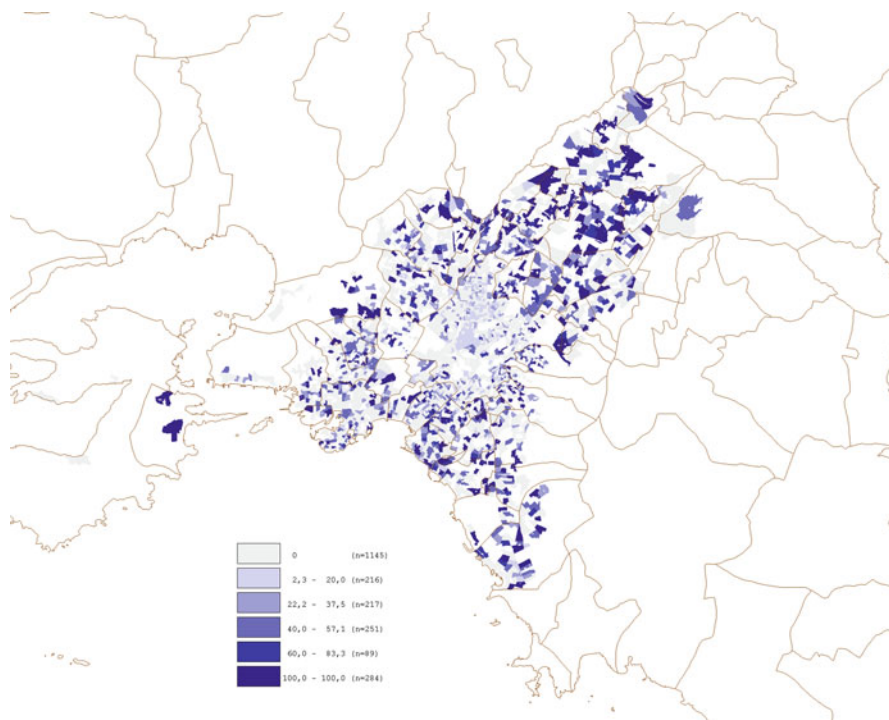 0 (n=1145)
2,3 - 20,0 (n=216)
22,2 - 37,5 (n=217)
40,0 - 57,1 (n=251)
60,0 - 83,3 (n=89)
100,0 - 100,0 (n=284)